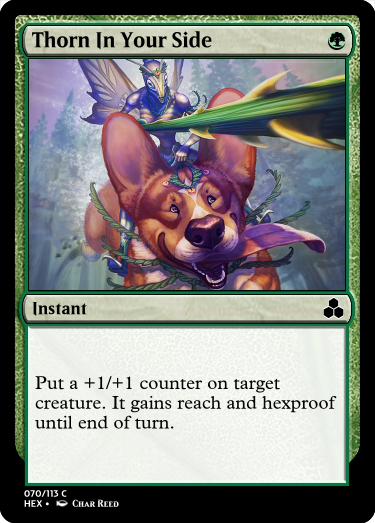 Thorn In Your Side
Instant
Put a +1/+1 counter on target
creature. It gains reach and hexproof
until end of turn.
070/113 C
HEX • Char Reed